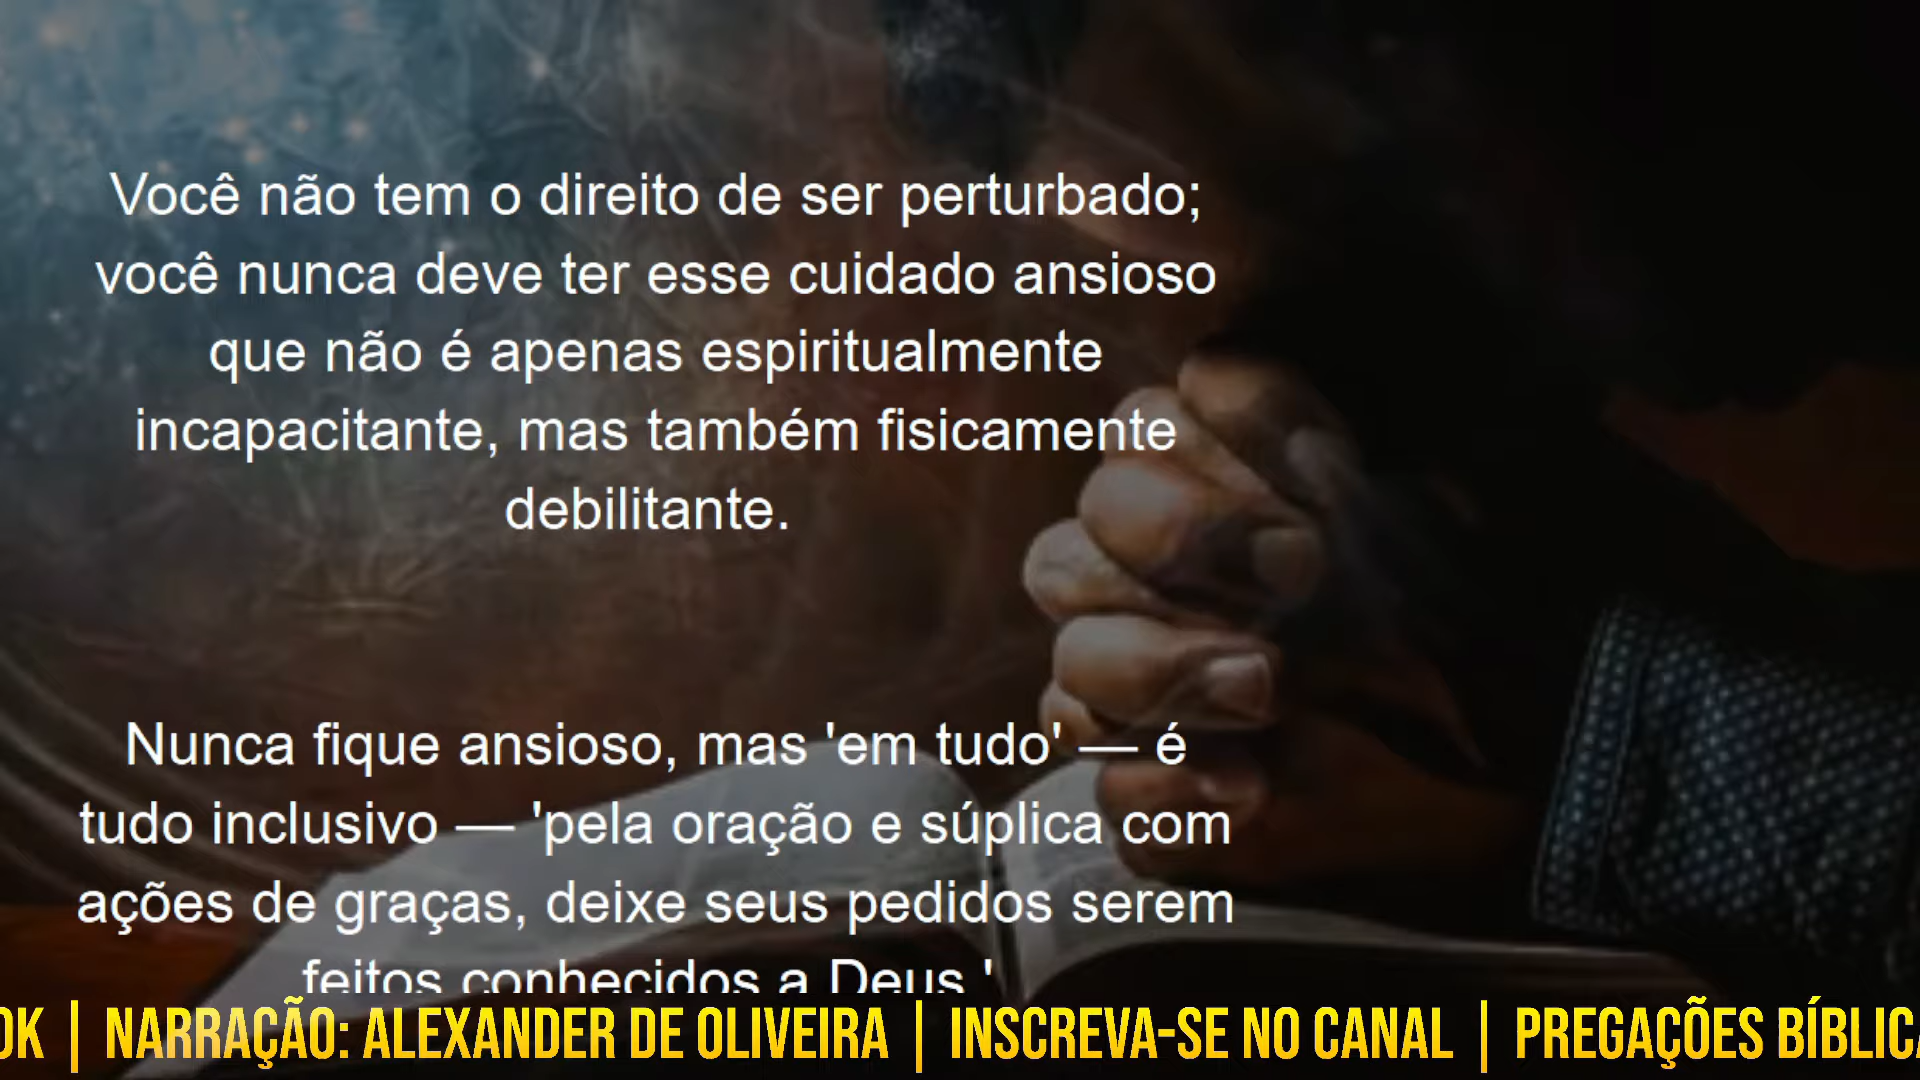 Você não tem o direito de ser perturbado;
você nunca deve ter esse cuidado ansioso
que não é apenas espiritualmente
incapacitante, mas também fisicamente
debilitante.
Nunca fique ansioso, mas 'em tudo' — é
tudo inclusivo — 'pela oração e súplica com
ações de graças, deixe seus pedidos serem
feitos conhecidos a Deus.'
| NARRAÇÃO: ALEXANDER DE OLIVEIRA | INSCREVA-SE NO CANAL | PREGAÇÕES